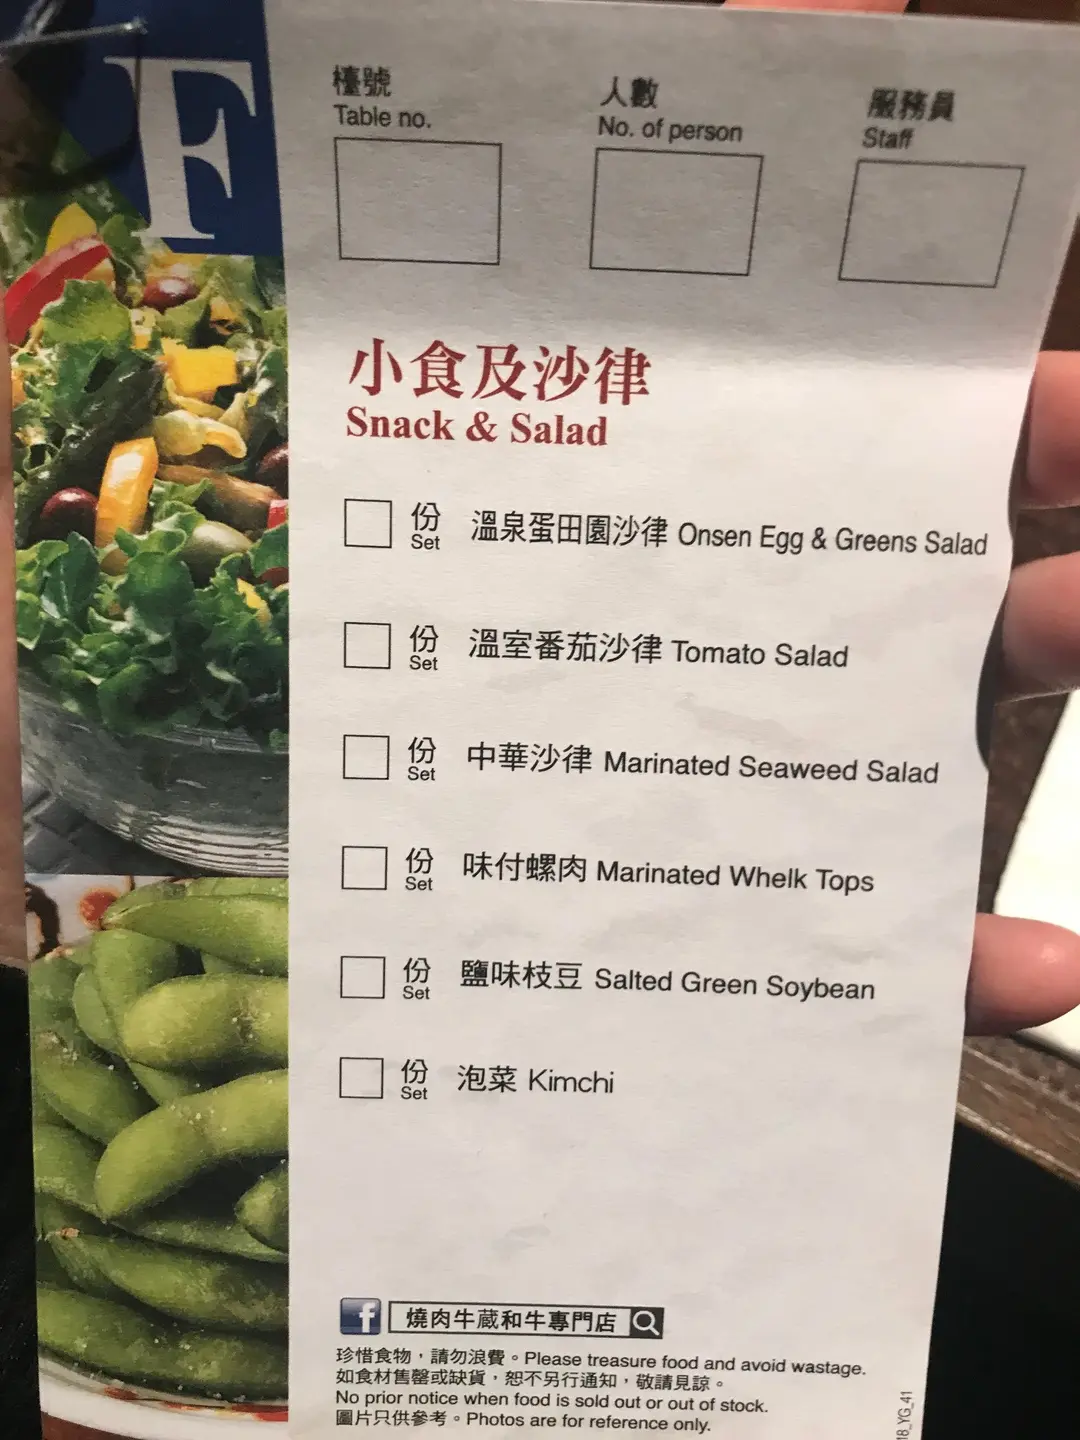 F
檯號
Table no.
人數
No. of person
服務員
Staff
小食及沙律
Snack & Salad
份 溫泉蛋田園沙律 Onsen Egg & Greens Salad
Set
份 溫室番茄沙律 Tomato Salad
Set
份 中華沙律 Marinated Seaweed Salad
Set
份 味付螺肉 Marinated Whelk Tops
Set
份 鹽味枝豆 Salted Green Soybean
Set
份 泡菜 Kimchi
Set
f 燒肉牛蔵和牛專門店
珍惜食物，請勿浪費。Please treasure food and avoid wastage.
如食材售罄或缺貨，恕不另行通知，敬請見諒。
No prior notice when food is sold out or out of stock.
圖片只供參考。Photos are for reference only.
18_YG_41